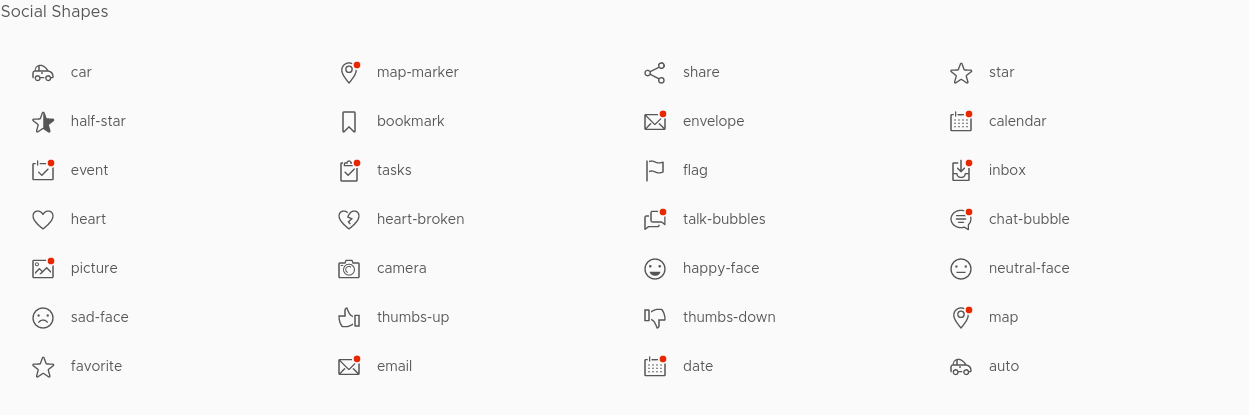 Social Shapes
car
map-marker
share
star
half-star
bookmark
envelope
calendar
event
tasks
flag
inbox
heart
heart-broken
talk-bubbles
chat-bubble
picture
camera
happy-face
neutral-face
sad-face
thumbs-up
thumbs-down
map
favorite
email
date
auto